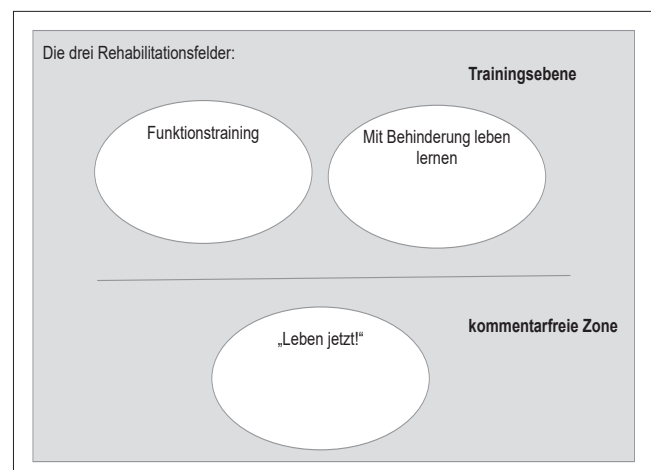 Die drei Rehabilitationsfelder:
Trainingsebene
Funktionstraining
Mit Behinderung leben
lernen
kommentarfreie Zone
„Leben jetzt!“